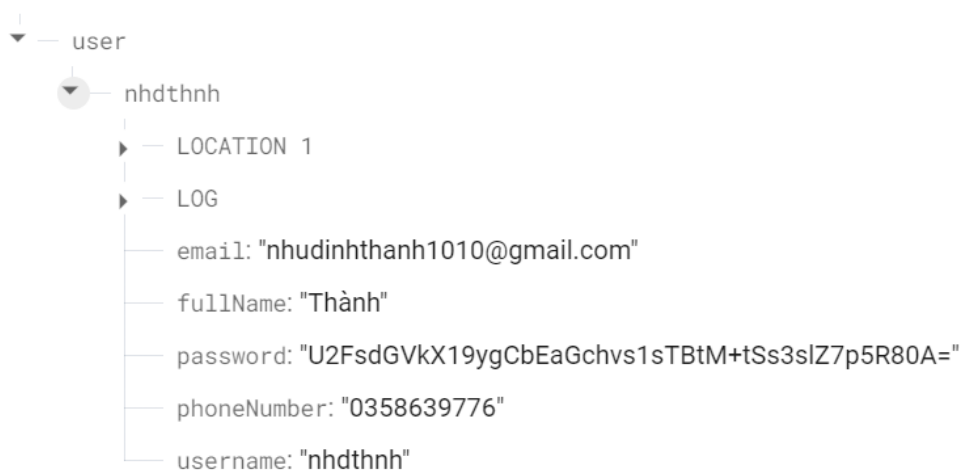 user
nhdthnh
LOCATION 1
LOG
email: "nhudinhthanh1010@gmail.com"
fullName: "Thành"
password: "U2FsdGVkX19ygCbEaGchvs1sTBtM+tSs3slZ7p5R80A="
phoneNumber: "0358639776"
username: "nhdthnh"